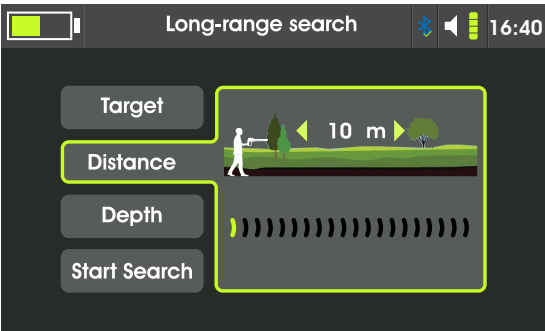 Long-range search
16:40
Target
10 m
Distance
Depth
Start Search